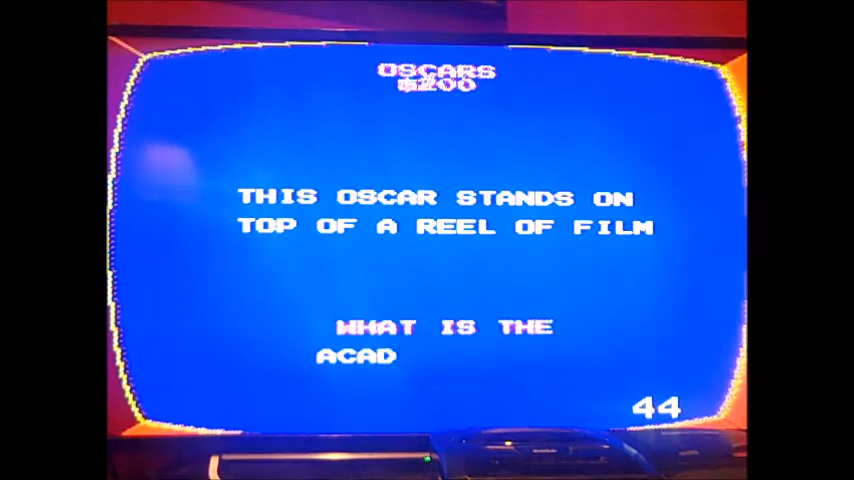 OSCARS
$200
THIS OSCAR STANDS ON
TOP OF A REEL OF FILM
WHAT IS THE
ACAD
44